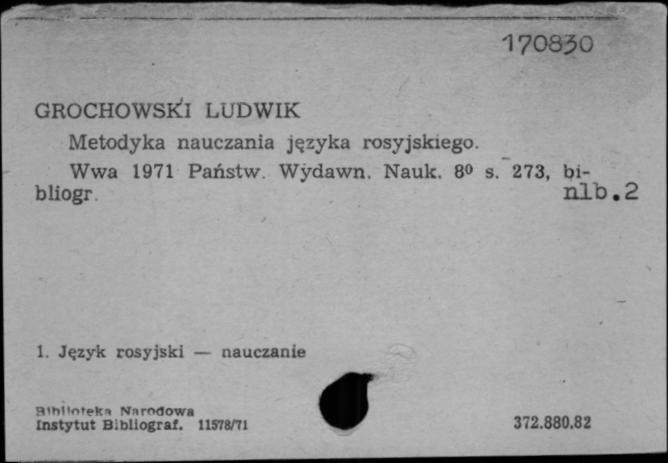 170830
GROCHOWSKI LUDWIK
Metodyka nauczania języka rosyjskiego.
Wwa 1971 Państw. Wydawn. Nauk. 8º s. 273, bi-
bliogr. nlb.2
1. Język rosyjski — nauczanie
Biblioteka Narodowa
Instytut Bibliograf. 11578/71
372.880.82